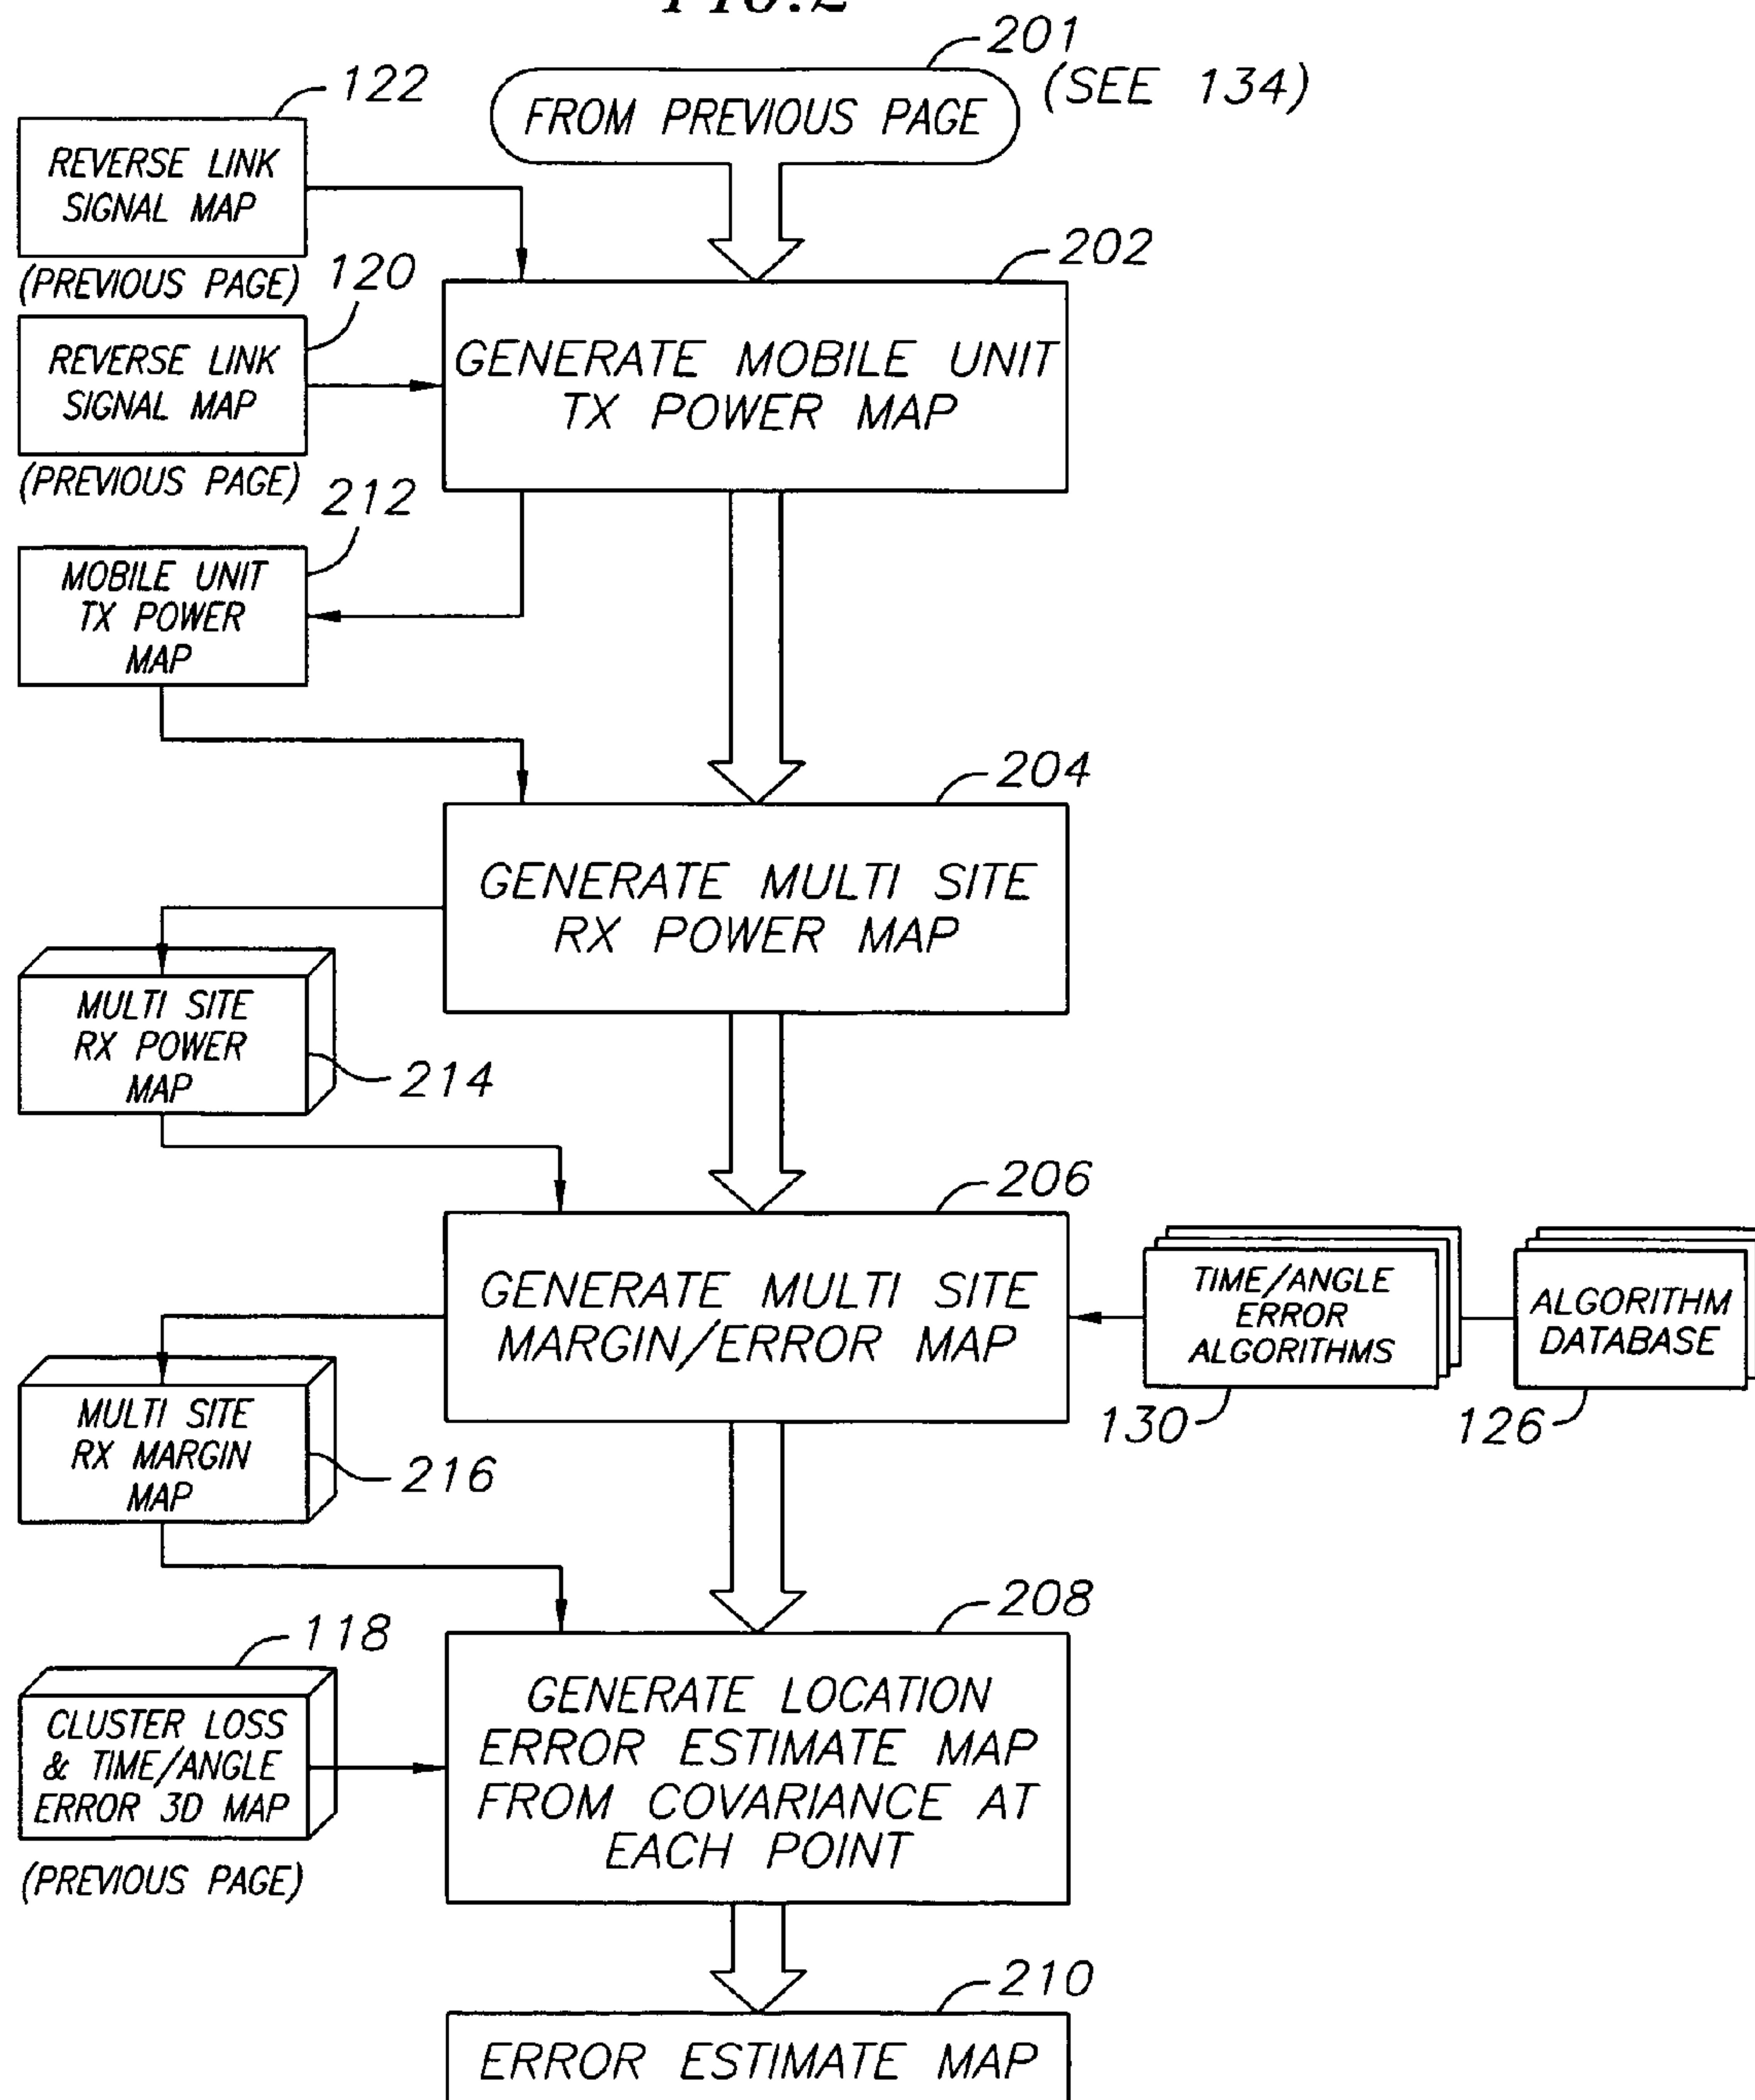 FIG.2
201
(SEE 134)
FROM PREVIOUS PAGE
122
REVERSE LINK
SIGNAL MAP
(PREVIOUS PAGE)
120
REVERSE LINK
SIGNAL MAP
(PREVIOUS PAGE)
202
GENERATE MOBILE UNIT
TX POWER MAP
212
MOBILE UNIT
TX POWER
MAP
204
GENERATE MULTI SITE
RX POWER MAP
MULTI SITE
RX POWER
MAP
214
206
GENERATE MULTI SITE
MARGIN/ERROR MAP
TIME/ANGLE
ERROR
ALGORITHMS
130
ALGORITHM
DATABASE
126
MULTI SITE
RX MARGIN
MAP
216
208
GENERATE LOCATION
ERROR ESTIMATE MAP
FROM COVARIANCE AT
EACH POINT
118
CLUSTER LOSS
& TIME/ANGLE
ERROR 3D MAP
(PREVIOUS PAGE)
210
ERROR ESTIMATE MAP